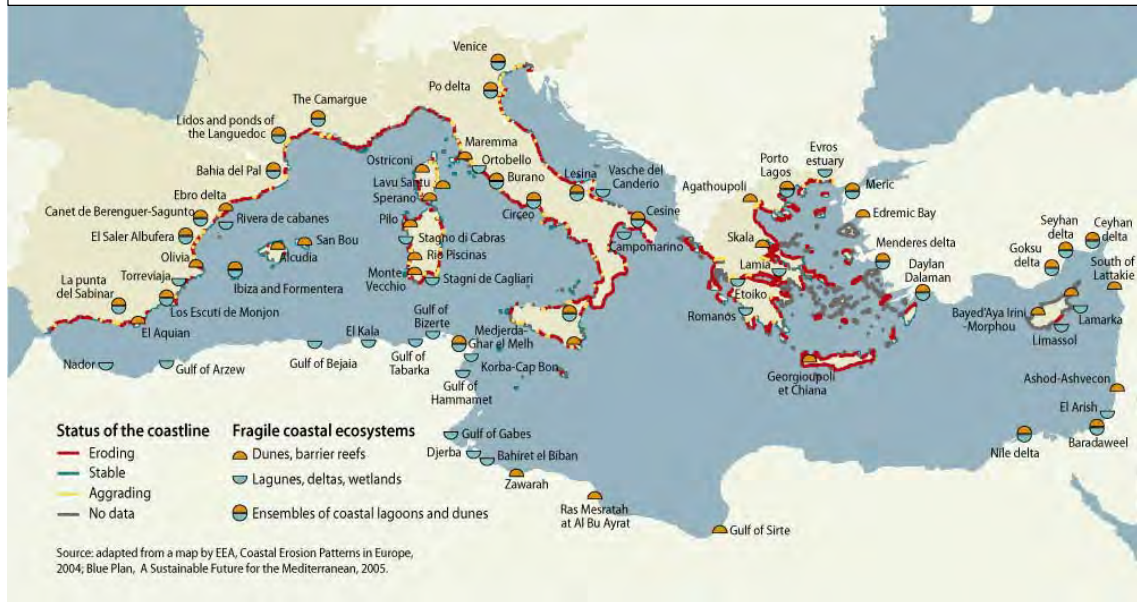 Venice
Po delta
The Camargue
Lidos and ponds of
the Languedoc
Bahia del Pal
Ebro delta
Canet de Berenguer-Sagunto
Rivera de cabanes
El Saler Albufera
Olivia
San Bou
Alcudia
Torreviaja
La punta
del Sabinar
Ibiza and Formentera
Los Escuti de Monjon
El Aquian
Maremma
Ortobello
Burano
Ostriconi
Lavu Santu
Sperano
Circeo
Pilo
Stagno di Cabras
Rio Piscinas
Monte
Vecchio
Stagni de Cagliari
Lesina
Vasche del
Canderio
Cesine
Campomarino
Agathoupoli
Porto
Lagos
Evros
estuary
Meric
Edremic Bay
Skala
Menderes delta
Lamia
Daylan
Dalaman
Etoiko
Romanos
Georgioupoli
et Chiana
Seyhan
delta
Ceyhan
delta
Goksu
delta
South of
Lattakie
Bayed'Aya Irini
-Morphou
Lamarka
Limassol
Ashod-Ashvecon
El Arish
Baradaweel
Nile delta
Nador
Gulf of Arzew
Gulf of Bejaia
El Kala
Gulf of
Tabarka
Gulf of
Bizerte
Medjerda-
Ghar el Melh
Korba-Cap Bon
Gulf of
Hammamet
Gulf of Gabes
Djerba
Bahiret el Biban
Zawarah
Ras Mesratah
at Al Bu Ayrat
Gulf of Sirte
Status of the coastline
Eroding
Stable
Aggrading
No data
Fragile coastal ecosystems
Dunes, barrier reefs
Lagunes, deltas, wetlands
Ensembles of coastal lagoons and dunes
Source: adapted from a map by EEA, Coastal Erosion Patterns in Europe,
2004; Blue Plan, A Sustainable Future for the Mediterranean, 2005.